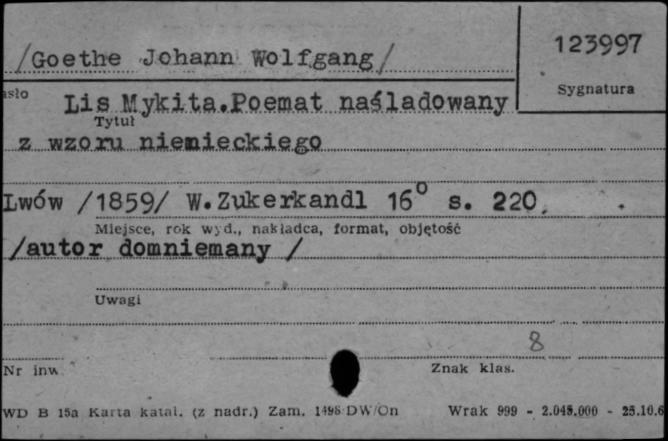 /Goethe Johann Wolfgang/
123997
Sygnatura
Lis Mykita.Poemat naśladowany
Tytuł
z wzoru niemieckiego
Lwów /1859/ W.Zukerkandl 16° s. 220.
Miejsce, rok wyd., nakładca, format, objętość
/autor domniemany /
Uwagi
8
Nr inw.
Znak klas.
WD B 15a Karta katal. (z nadr.) Zam. 1498 DW/On Wrak 999 - 2.045.000 - 25.10.6